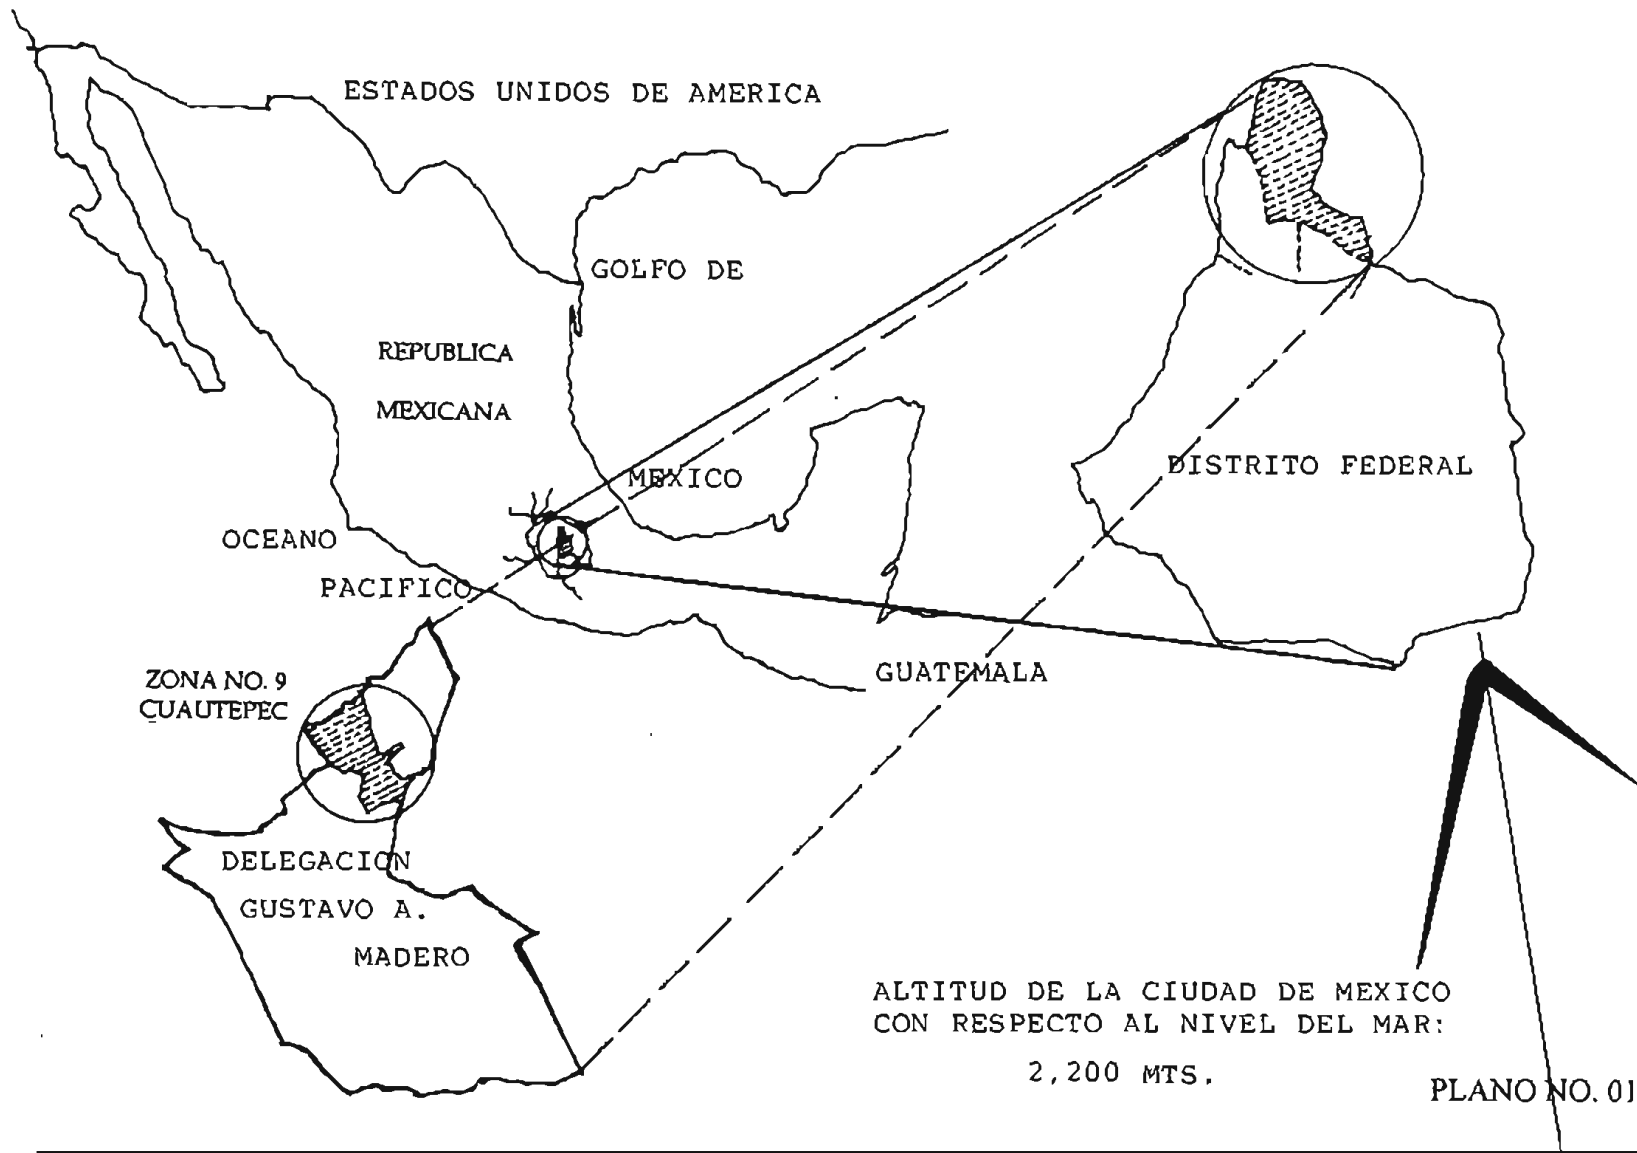 ESTADOS UNIDOS DE AMERICA
GOLFO DE
REPUBLICA
MEXICANA
MEXICO
DISTRITO FEDERAL
OCEANO
PACIFICO
GUATEMALA
ZONA NO. 9
CUAUTEPEC
DELEGACION
GUSTAVO A.
MADERO
ALTITUD DE LA CIUDAD DE MEXICO
CON RESPECTO AL NIVEL DEL MAR:
2,200 MTS.
PLANO NO. 01